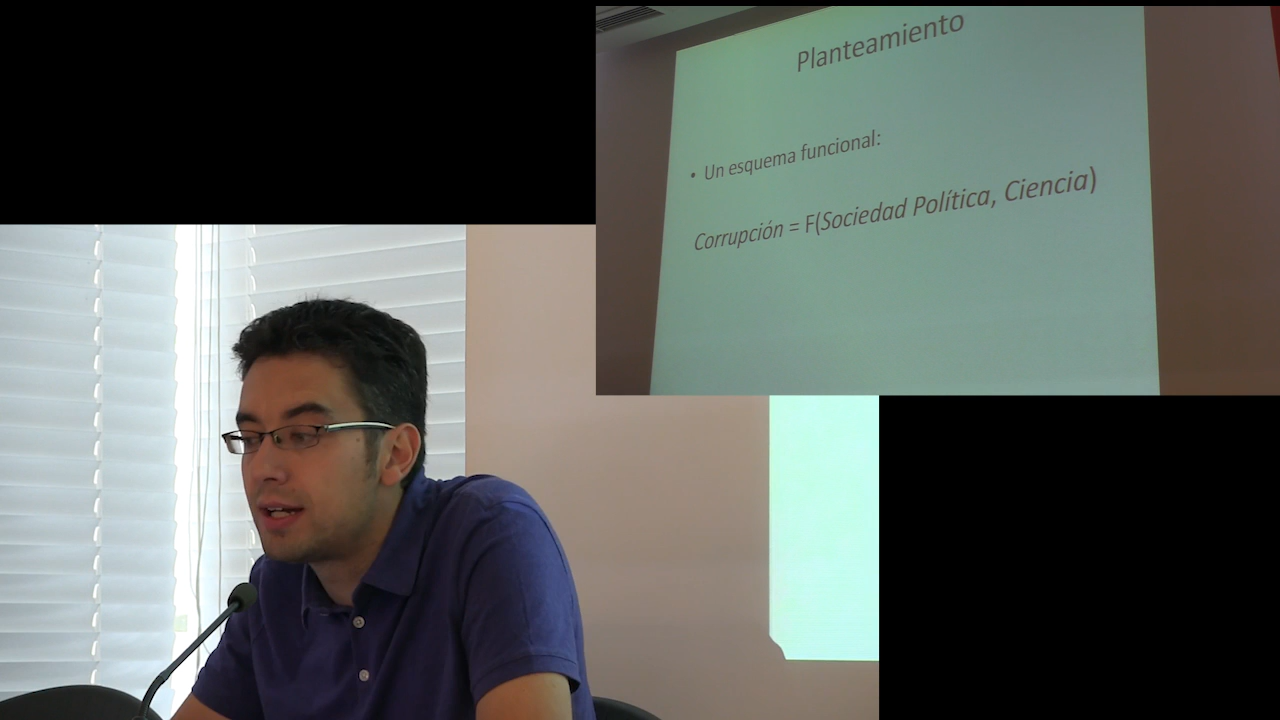 Planteamiento
• Un esquema funcional:
Corrupción = F(Sociedad Política, Ciencia)